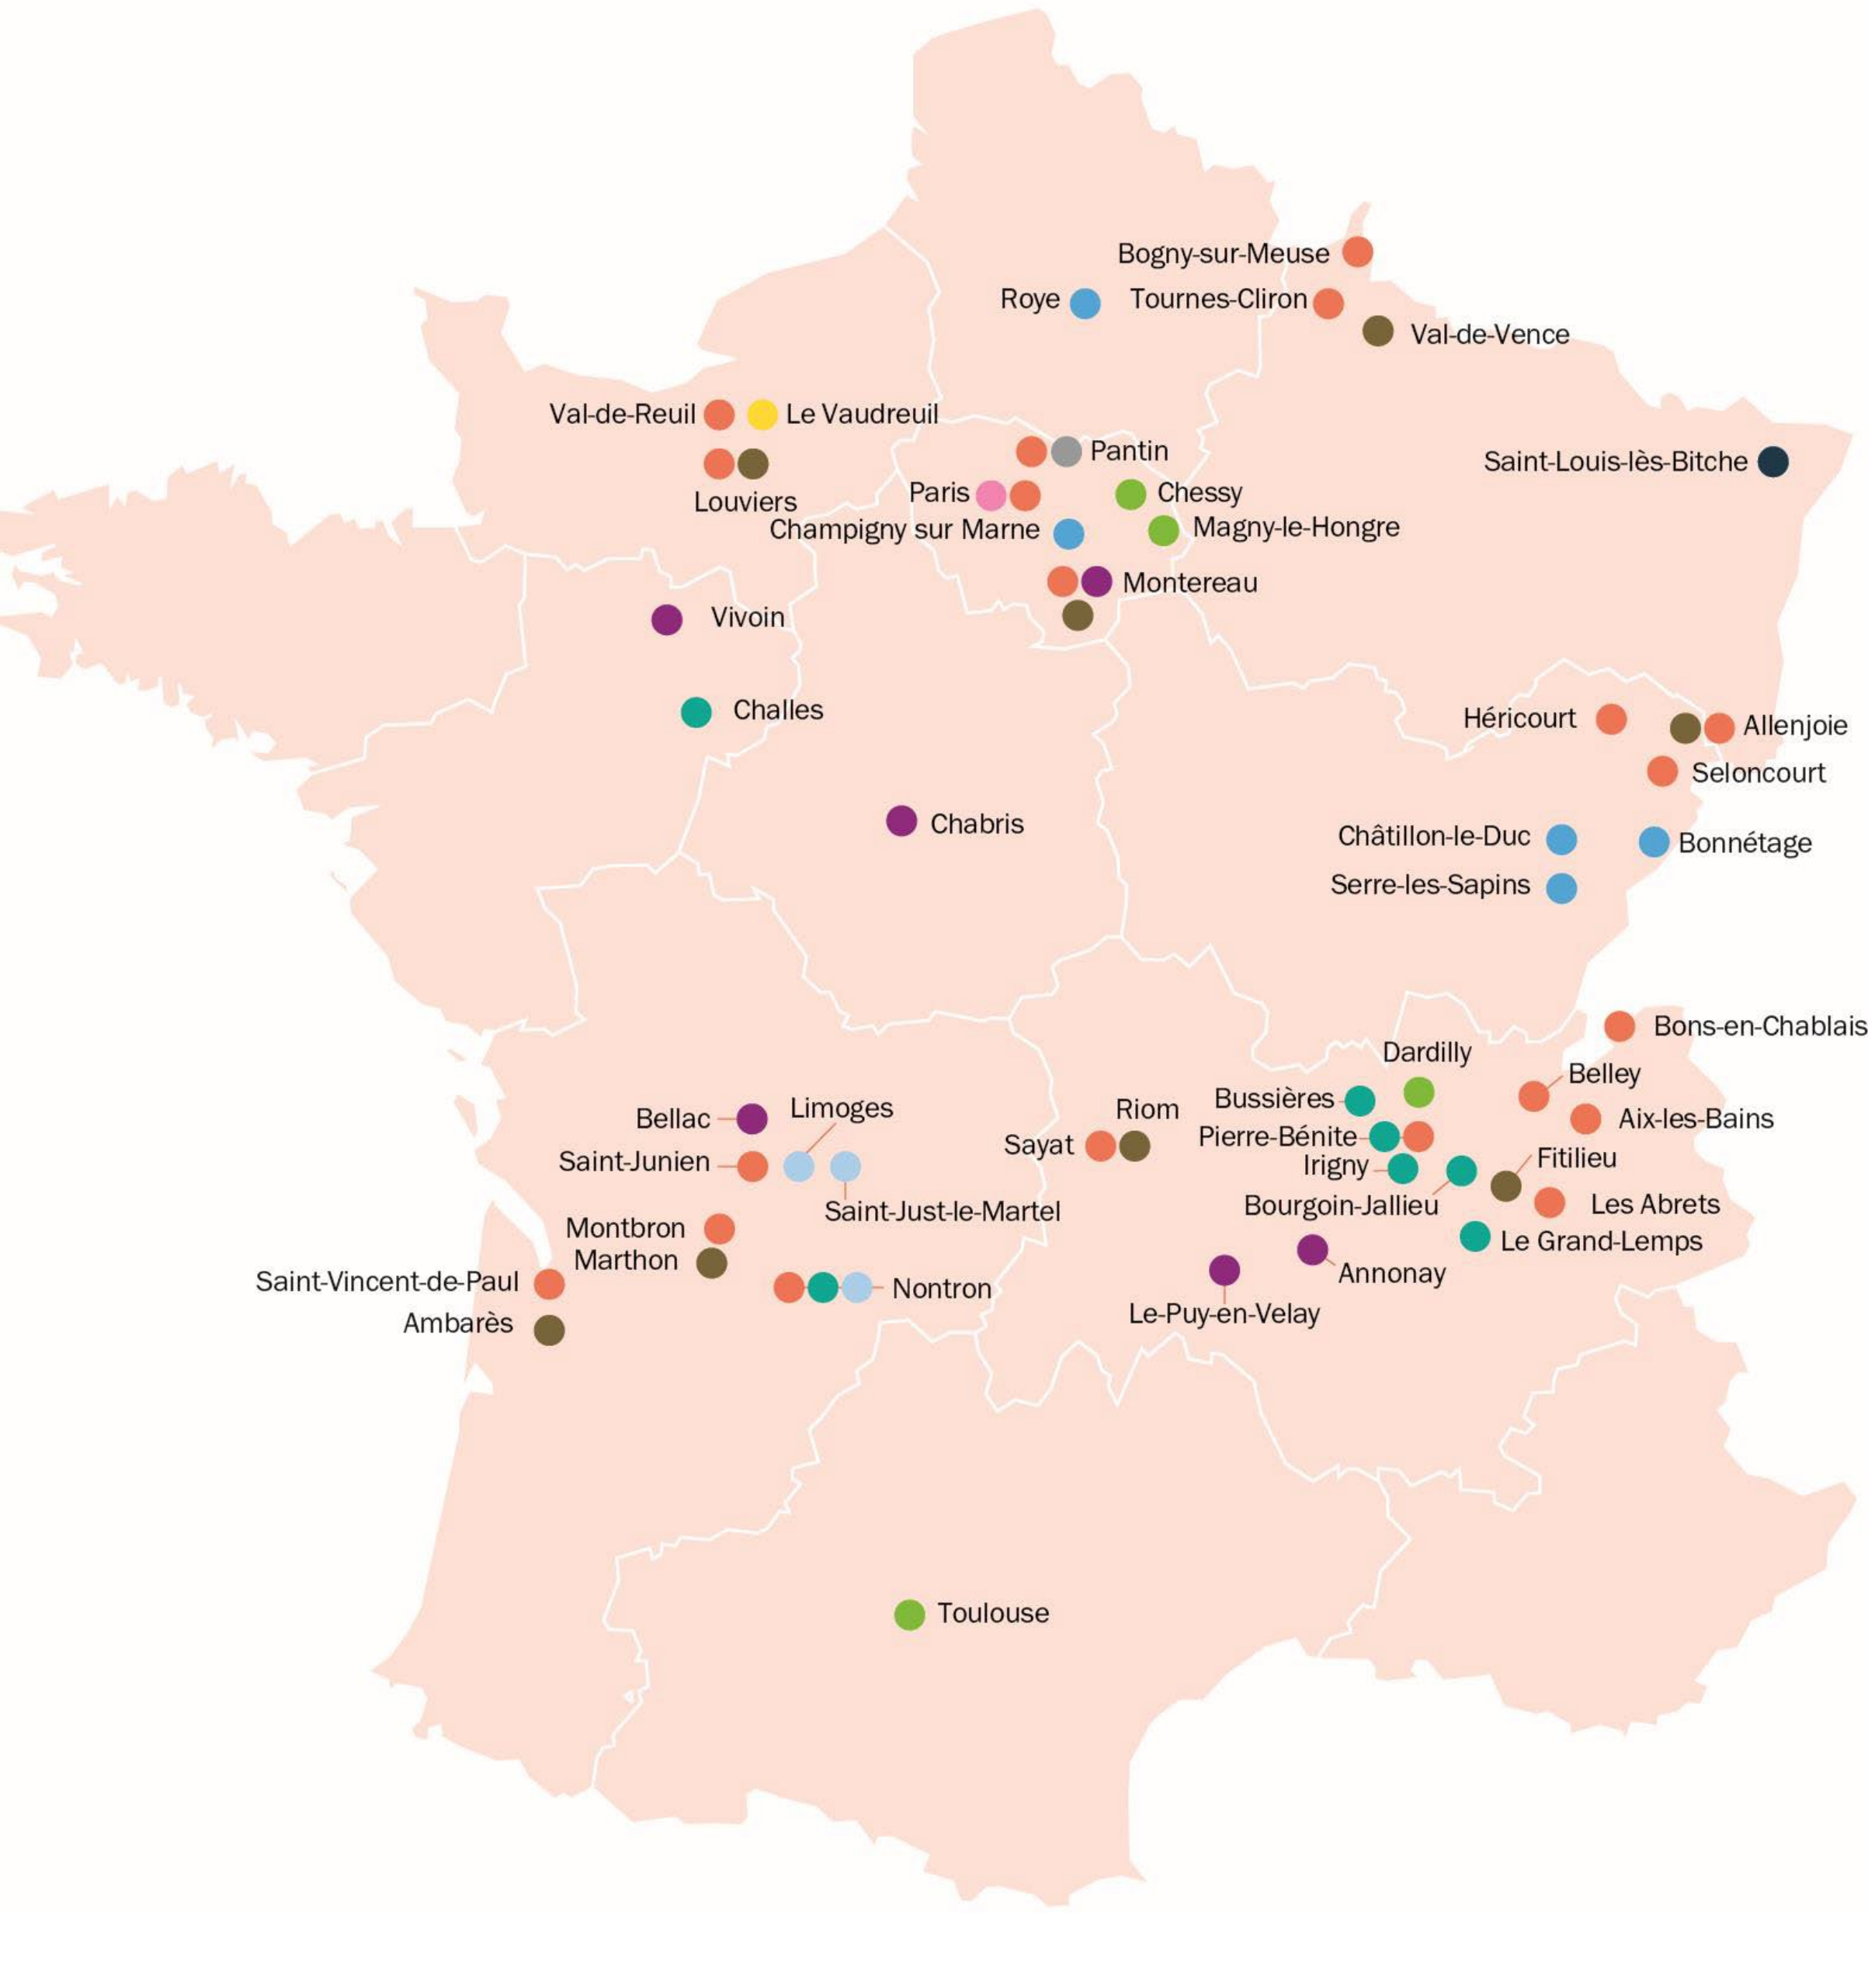 Bogny-sur-Meuse
Roye
Tournes-Cliron
Val-de-Vence
Val-de-Reuil
Le Vaudreuil
Louviers
Pantin
Saint-Louis-lès-Bitche
Paris
Chessy
Champigny sur Marne
Magny-le-Hongre
Montereau
Vivoin
Challes
Héricourt
Allenjoie
Seloncourt
Chabris
Châtillon-le-Duc
Bonnétage
Serre-les-Sapins
Bons-en-Chablais
Dardilly
Belley
Bussières
Riom
Limoges
Bellac
Aix-les-Bains
Sayat
Pierre-Bénite
Saint-Junien
Irigny
Fitilieu
Bourgoin-Jallieu
Les Abrets
Saint-Just-le-Martel
Montbron
Le Grand-Lemps
Marthon
Annonay
Saint-Vincent-de-Paul
Nontron
Le-Puy-en-Velay
Ambarès
Toulouse